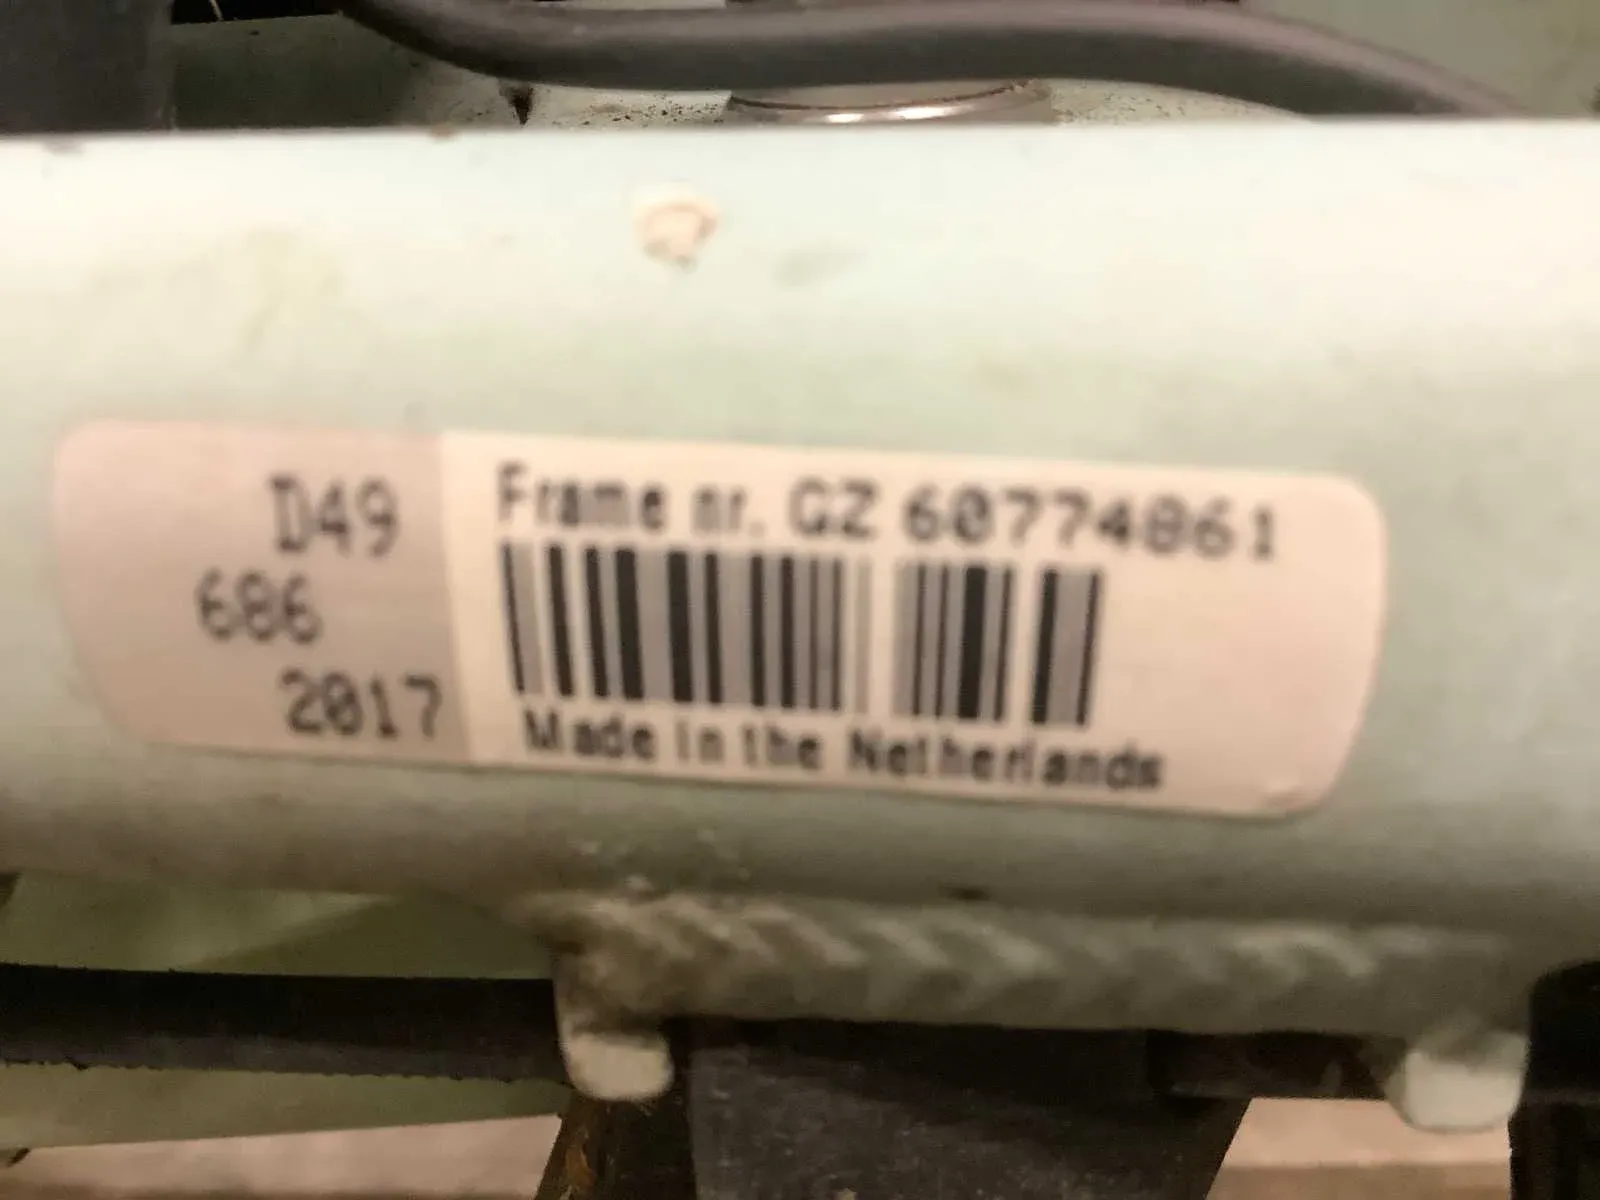 D49
686
2017
Frame nr. GZ 60774861
Made in the Netherlands